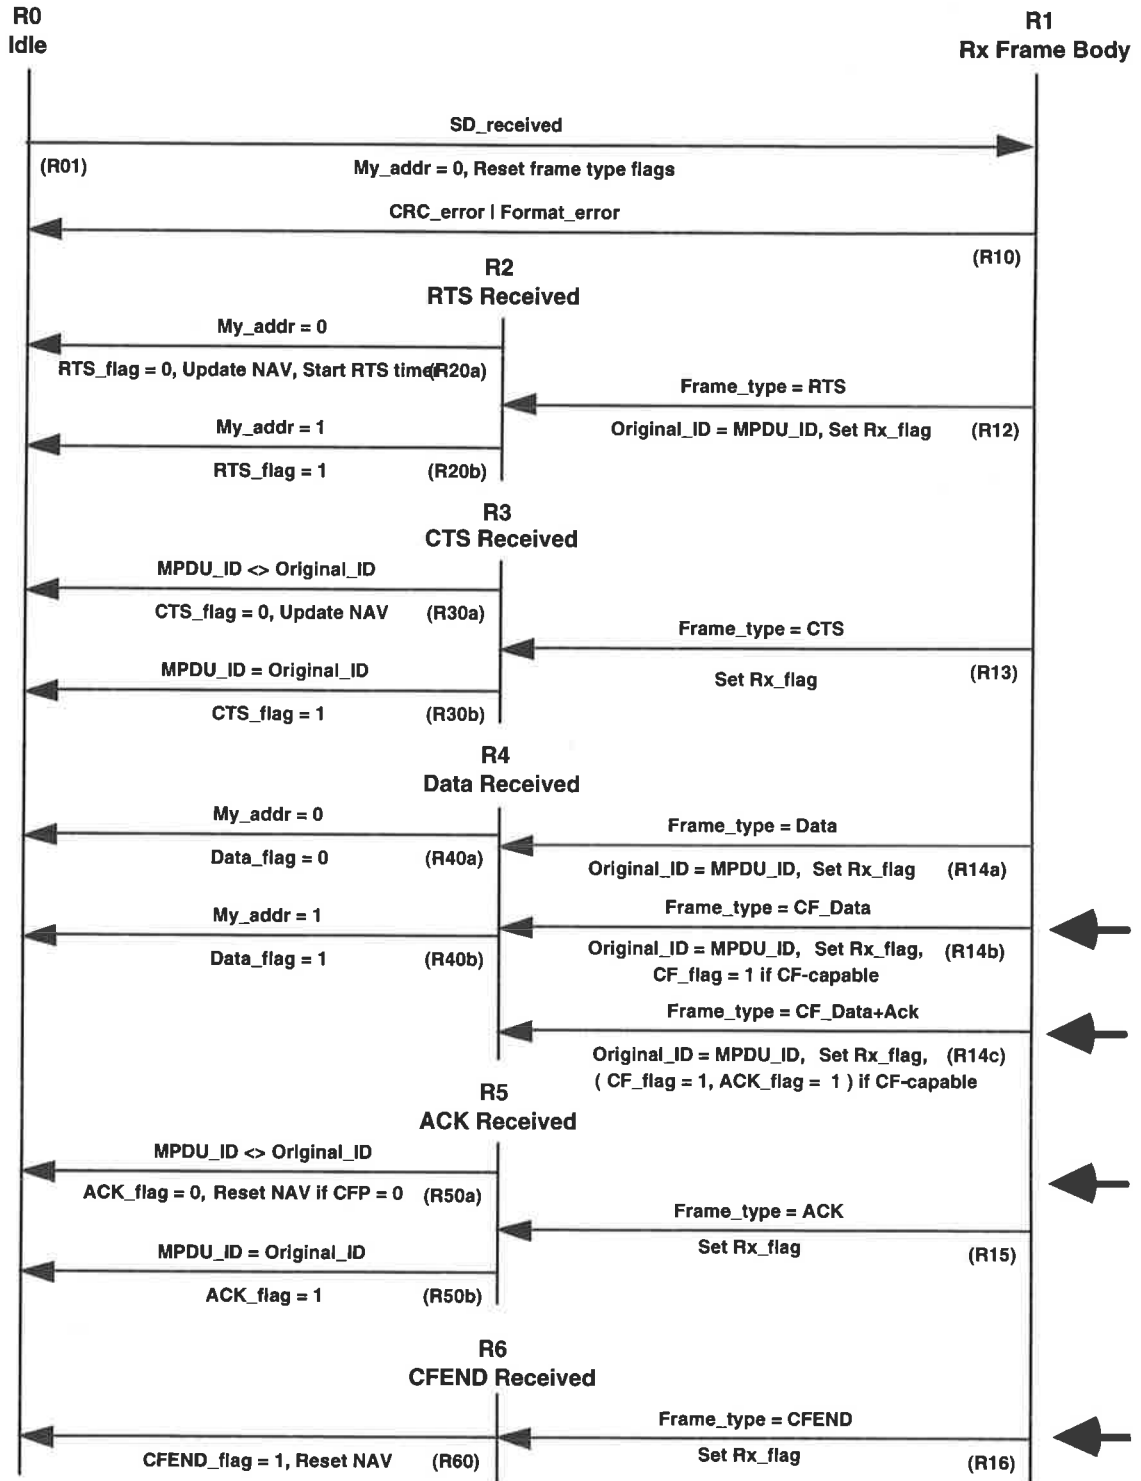 R0
Idle
R1
Rx Frame Body
SD_received
(R01)
My_addr = 0, Reset frame type flags
CRC_error | Format_error
(R10)
R2
RTS Received
My_addr = 0
RTS_flag = 0, Update NAV, Start RTS timer
(R20a)
Frame_type = RTS
Original_ID = MPDU_ID, Set Rx_flag
(R12)
My_addr = 1
RTS_flag = 1
(R20b)
R3
CTS Received
MPDU_ID <> Original_ID
CTS_flag = 0, Update NAV
(R30a)
Frame_type = CTS
Set Rx_flag
(R13)
MPDU_ID = Original_ID
CTS_flag = 1
(R30b)
R4
Data Received
My_addr = 0
Data_flag = 0
(R40a)
Frame_type = Data
Original_ID = MPDU_ID, Set Rx_flag
(R14a)
My_addr = 1
Data_flag = 1
(R40b)
Frame_type = CF_Data
Original_ID = MPDU_ID, Set Rx_flag,
(R14b)
CF_flag = 1 if CF-capable
Frame_type = CF_Data+Ack
Original_ID = MPDU_ID, Set Rx_flag,
(R14c)
( CF_flag = 1, ACK_flag = 1 ) if CF-capable
R5
ACK Received
MPDU_ID <> Original_ID
ACK_flag = 0, Reset NAV if CFP = 0
(R50a)
Frame_type = ACK
Set Rx_flag
(R15)
MPDU_ID = Original_ID
ACK_flag = 1
(R50b)
R6
CFEND Received
Frame_type = CFEND
CFEND_flag = 1, Reset NAV
(R60)
Set Rx_flag
(R16)